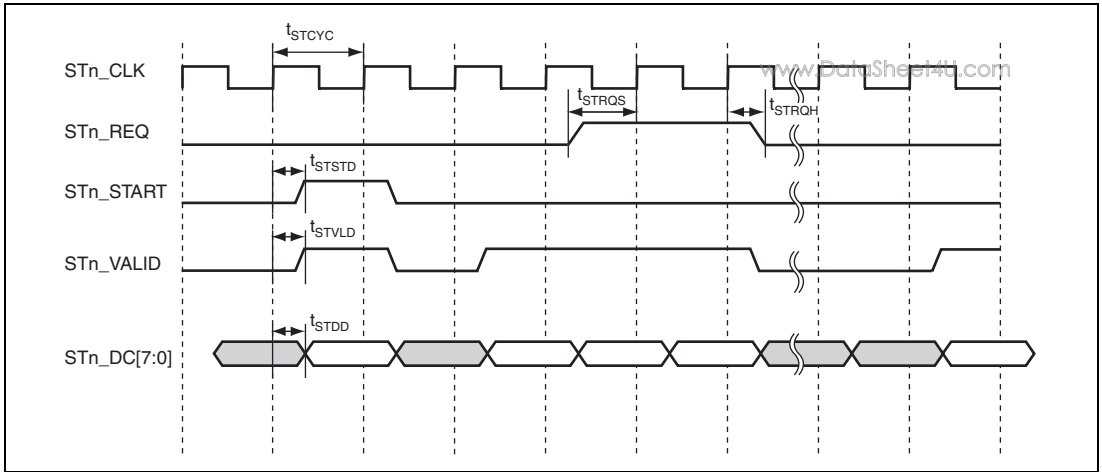 tSTCYC
STn_CLK
www.DataSheet4U.com
tSTRQS
tSTRQH
STn_REQ
tSTSTD
STn_START
tSTVLD
STn_VALID
tSTDD
STn_DC[7:0]